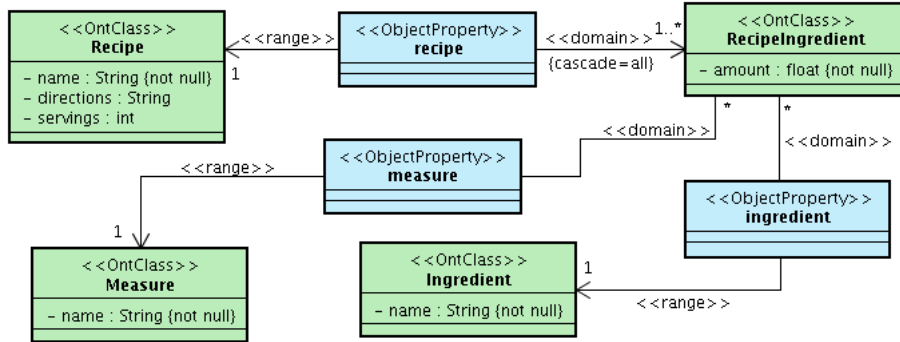 <<OntClass>>
Recipe
- name : String {not null}
- directions : String
- servings : int
<<range>>
1
<<ObjectProperty>>
recipe
<<domain>>
{cascade=all}
1..*
<<OntClass>>
RecipeIngredient
- amount : float {not null}
*
*
<<domain>>
<<domain>>
<<range>>
<<ObjectProperty>>
measure
<<ObjectProperty>>
ingredient
1
<<OntClass>>
Measure
- name : String {not null}
<<OntClass>>
Ingredient
- name : String {not null}
1
<<range>>